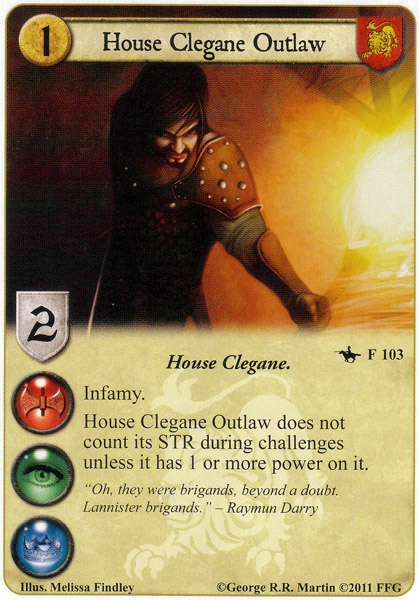 1
House Clegane Outlaw
2
House Clegane.
F 103
Infamy.
House Clegane Outlaw does not
count its STR during challenges
unless it has 1 or more power on it.
“Oh, they were brigands, beyond a doubt.
Lannister brigands.” – Raymun Darry
Illus. Melissa Findley
©George R.R. Martin ©2011 FFG